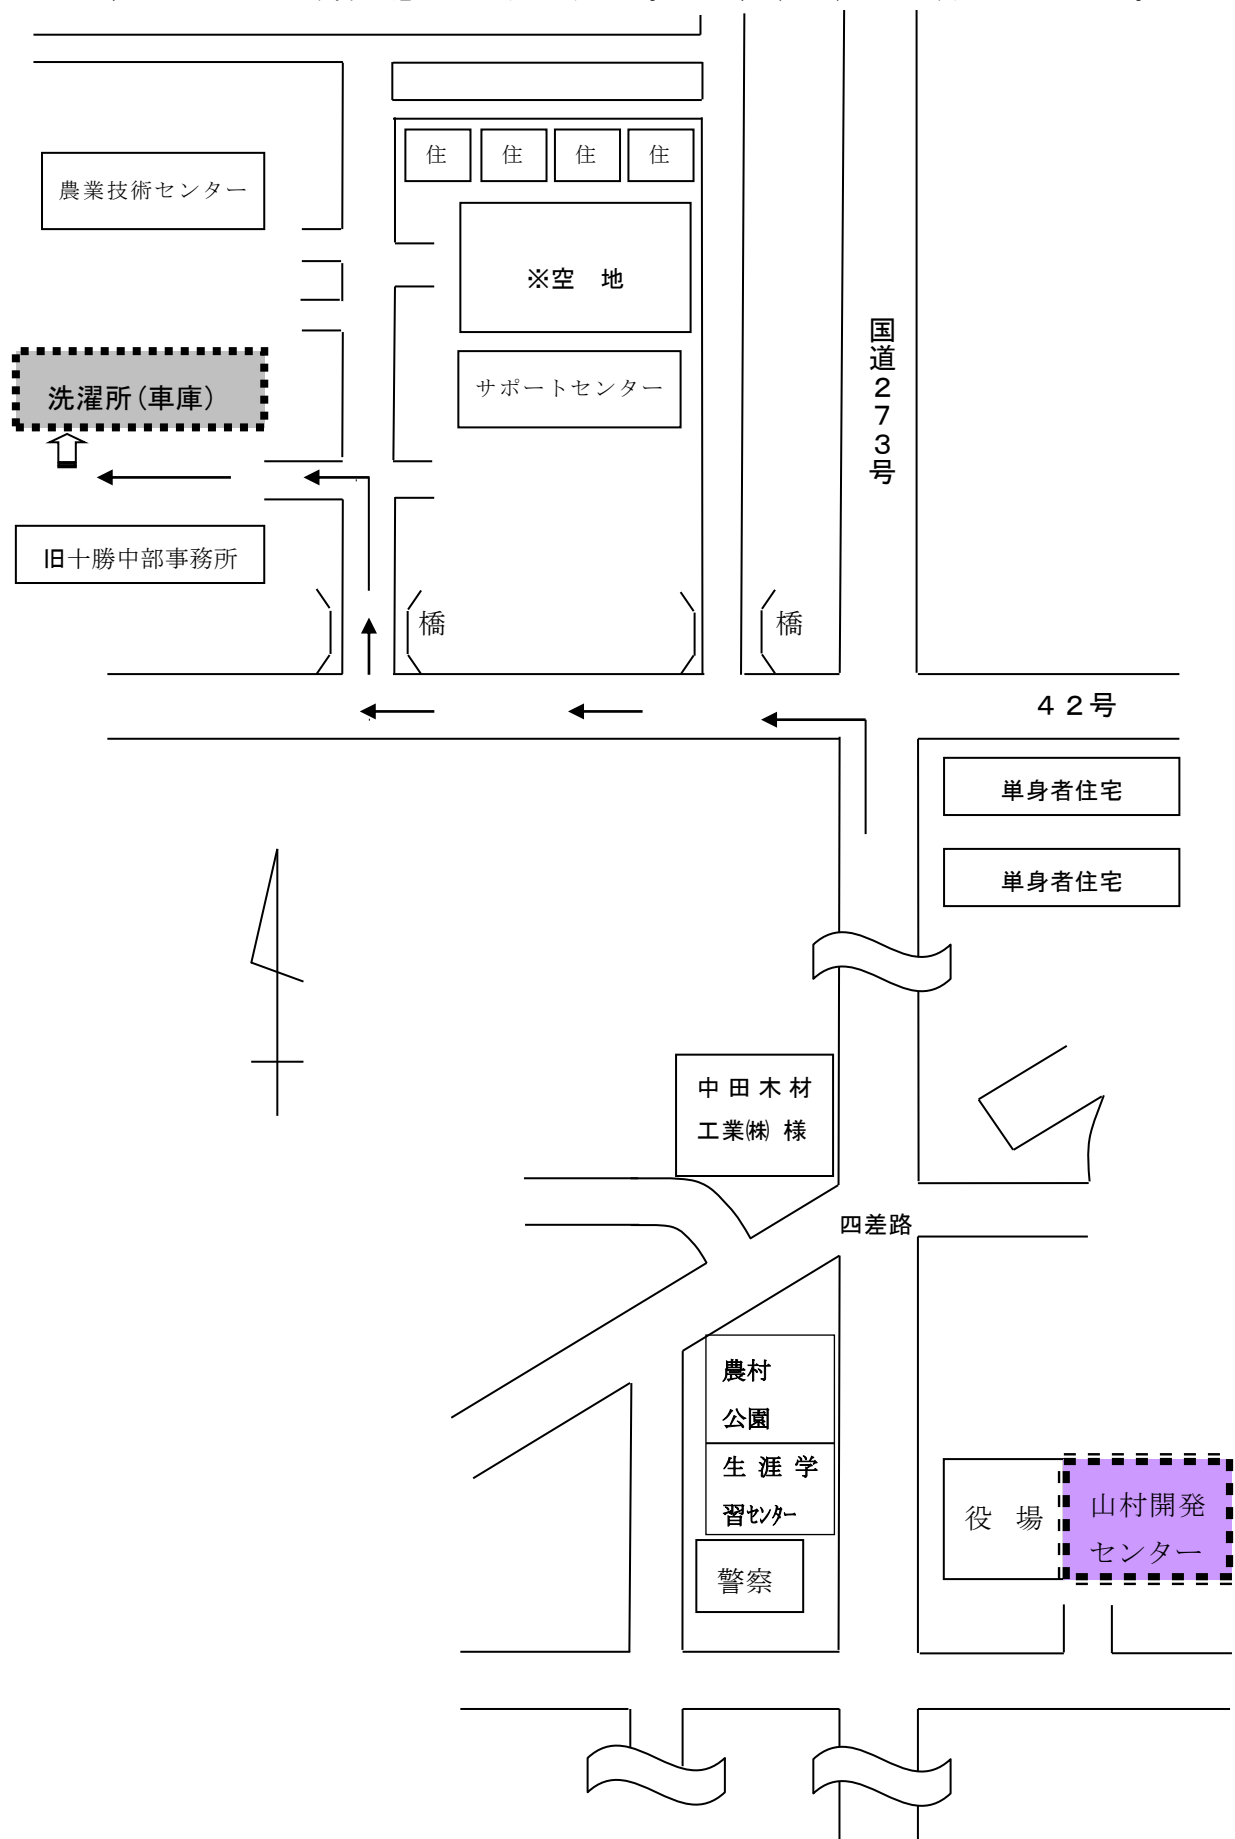 住 住 住 住
農業技術センター
※空 地
国道２７３号
洗濯所（車庫）
サポートセンター
旧十勝中部事務所
橋
橋
４２号
単身者住宅
単身者住宅
中田木材
工業㈱ 様
四差路
農村
公園
生涯学
習ｾﾝﾀｰ
役 場
山村開発
センター
警察